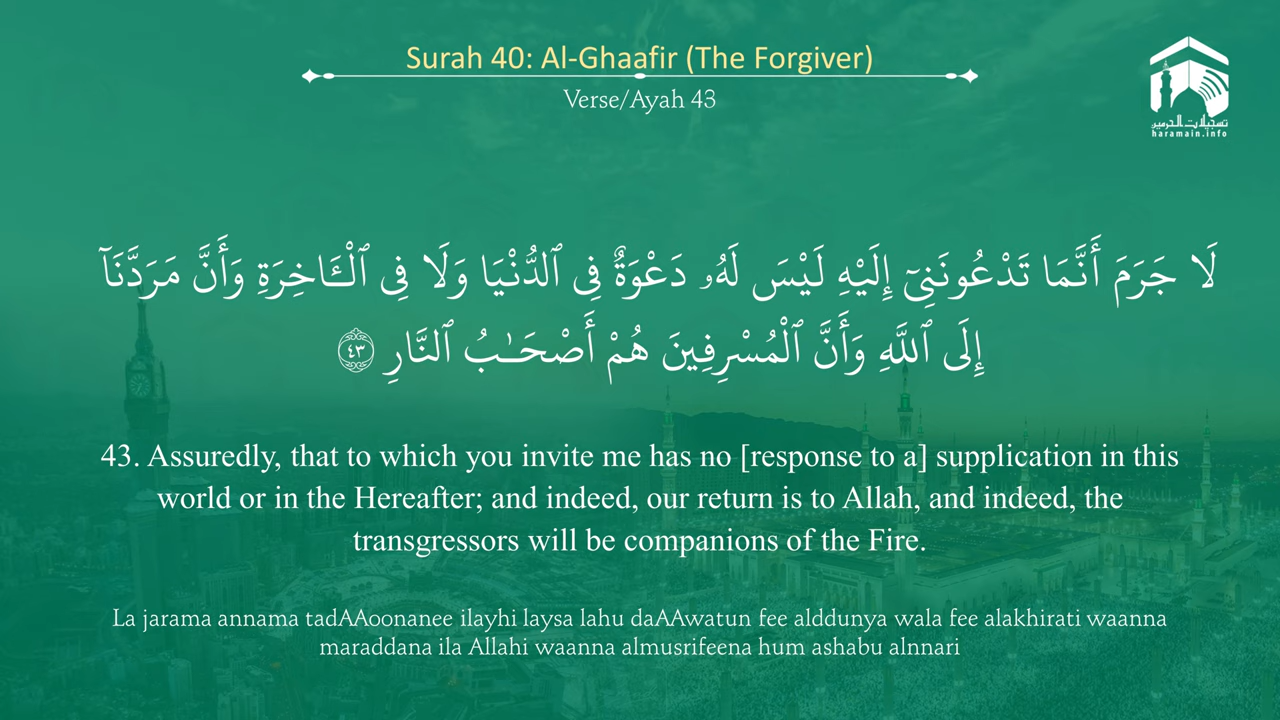 Surah 40: Al-Ghaafir (The Forgiver)
Verse/Ayah 43
تسجيلات الحرمين
haramain.info
لَا جَرَمَ أَنَّمَا تَدْعُونَنِىٓ إِلَيْهِ لَيْسَ لَهُۥ دَعْوَةٌ فِى ٱلدُّنْيَا وَلَا فِى ٱلْـَٔاخِرَةِ وَأَنَّ مَرَدَّنَآ
إِلَى ٱللَّهِ وَأَنَّ ٱلْمُسْرِفِينَ هُمْ أَصْحَـٰبُ ٱلنَّارِ ٤٣
43. Assuredly, that to which you invite me has no [response to a] supplication in this
world or in the Hereafter; and indeed, our return is to Allah, and indeed, the
transgressors will be companions of the Fire.
La jarama annama tadAAoonanee ilayhi laysa lahu daAAwatun fee alddunya wala fee alakhirati waanna
maraddana ila Allahi waanna almusrifeena hum ashabu alnnari